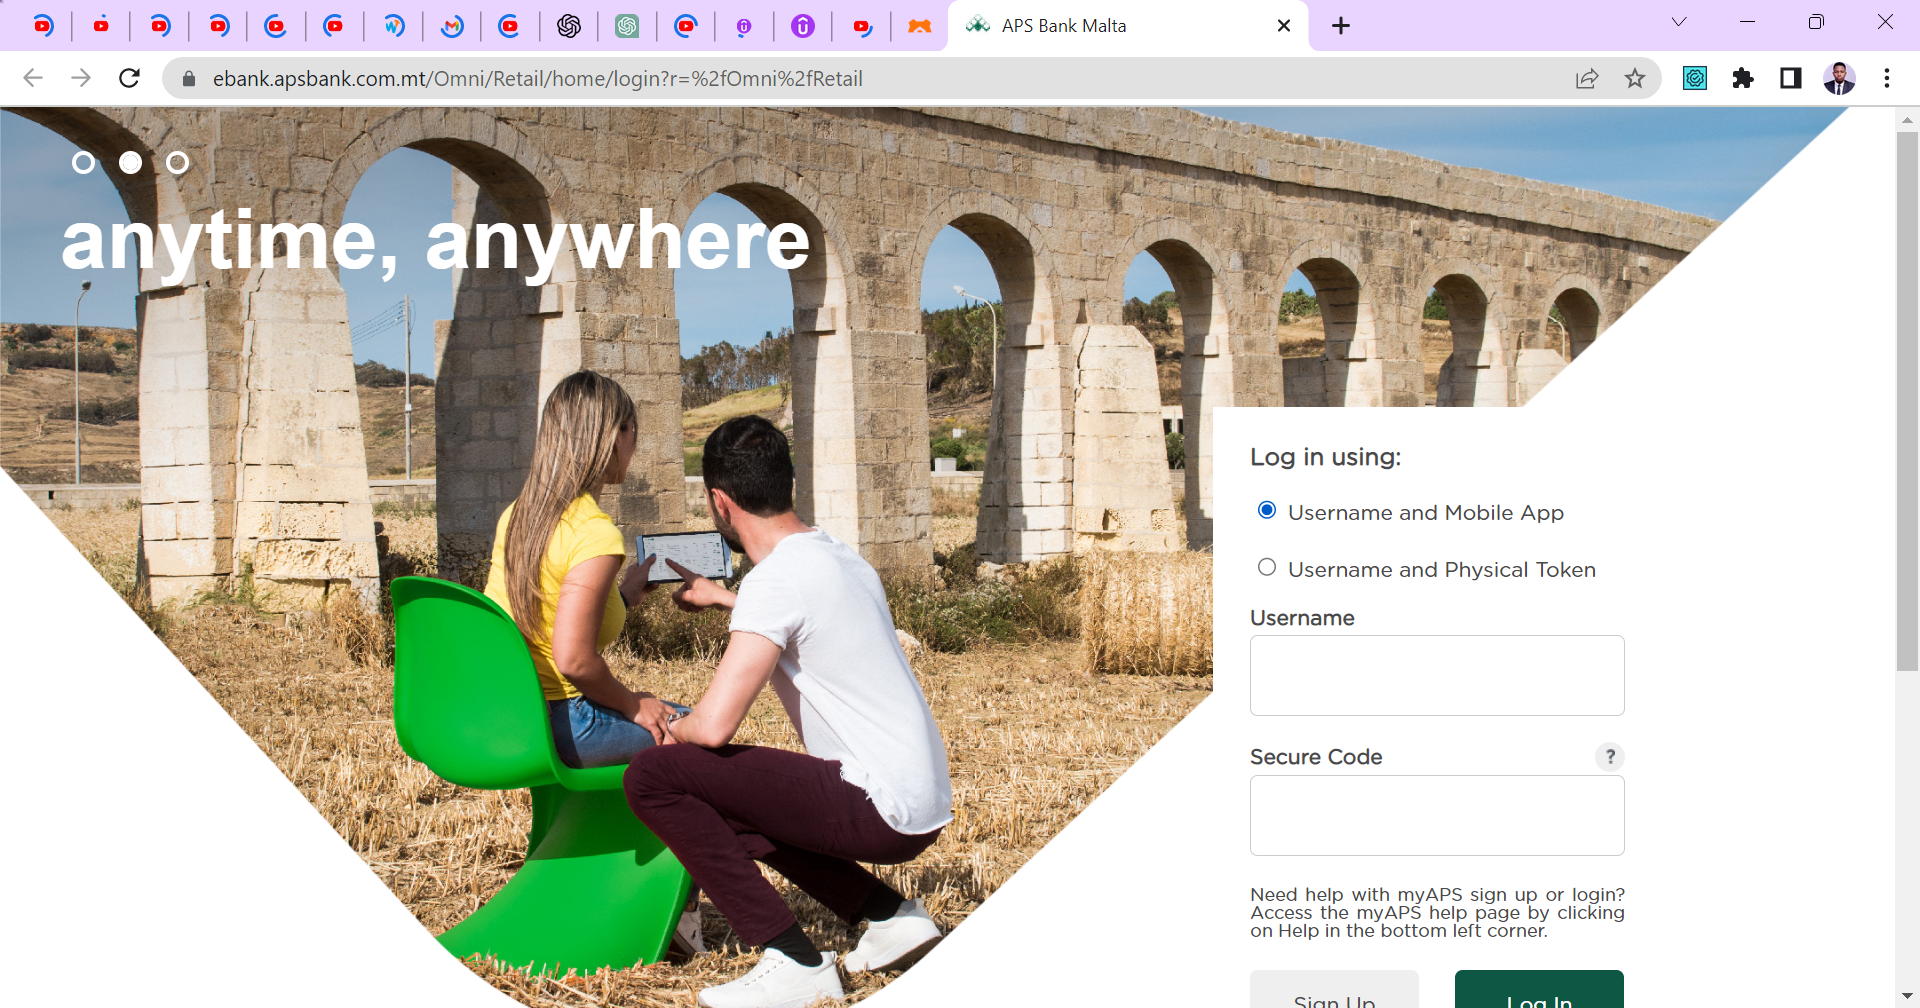 APS Bank Malta
ebank.apsbank.com.mt/Omni/Retail/home/login?r=%2fOmni%2fRetail
anytime, anywhere
Log in using:
Username and Mobile App
Username and Physical Token
Username
Secure Code
?
Need help with myAPS sign up or login?
Access the myAPS help page by clicking
on Help in the bottom left corner.
Sign Up
Log In